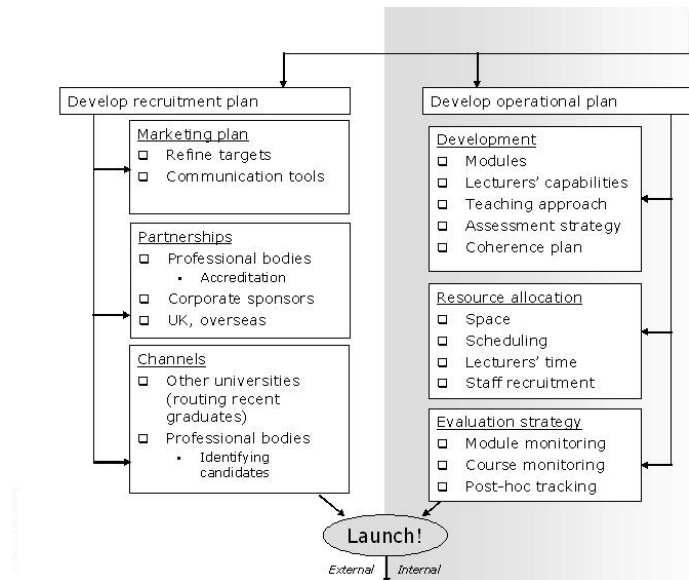 Develop recruitment plan
Marketing plan
Refine targets
Communication tools
Partnerships
Professional bodies
Accreditation
Corporate sponsors
UK, overseas
Channels
Other universities
(routing recent
graduates)
Professional bodies
Identifying
candidates
Develop operational plan
Development
Modules
Lecturers' capabilities
Teaching approach
Assessment strategy
Coherence plan
Resource allocation
Space
Scheduling
Lecturers' time
Staff recruitment
Evaluation strategy
Module monitoring
Course monitoring
Post-hoc tracking
Launch!
External
Internal